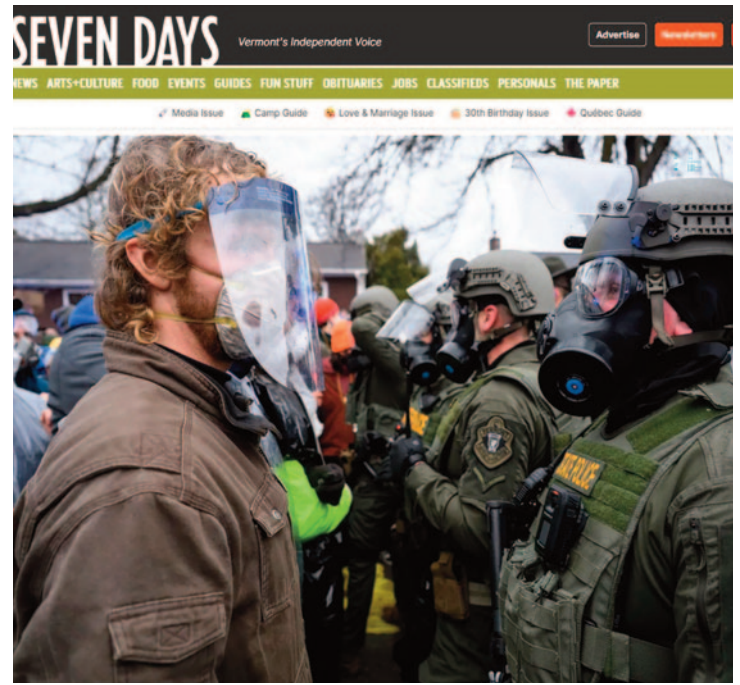 SEVEN DAYS
Vermont's Independent Voice
Advertise
Newsletters
NEWS ARTS+CULTURE FOOD EVENTS GUIDES FUN STUFF OBITUARIES JOBS CLASSIFIEDS PERSONALS THE PAPER
Media Issue Camp Guide Love & Marriage Issue 30th Birthday Issue Québec Guide
STATE POLICE